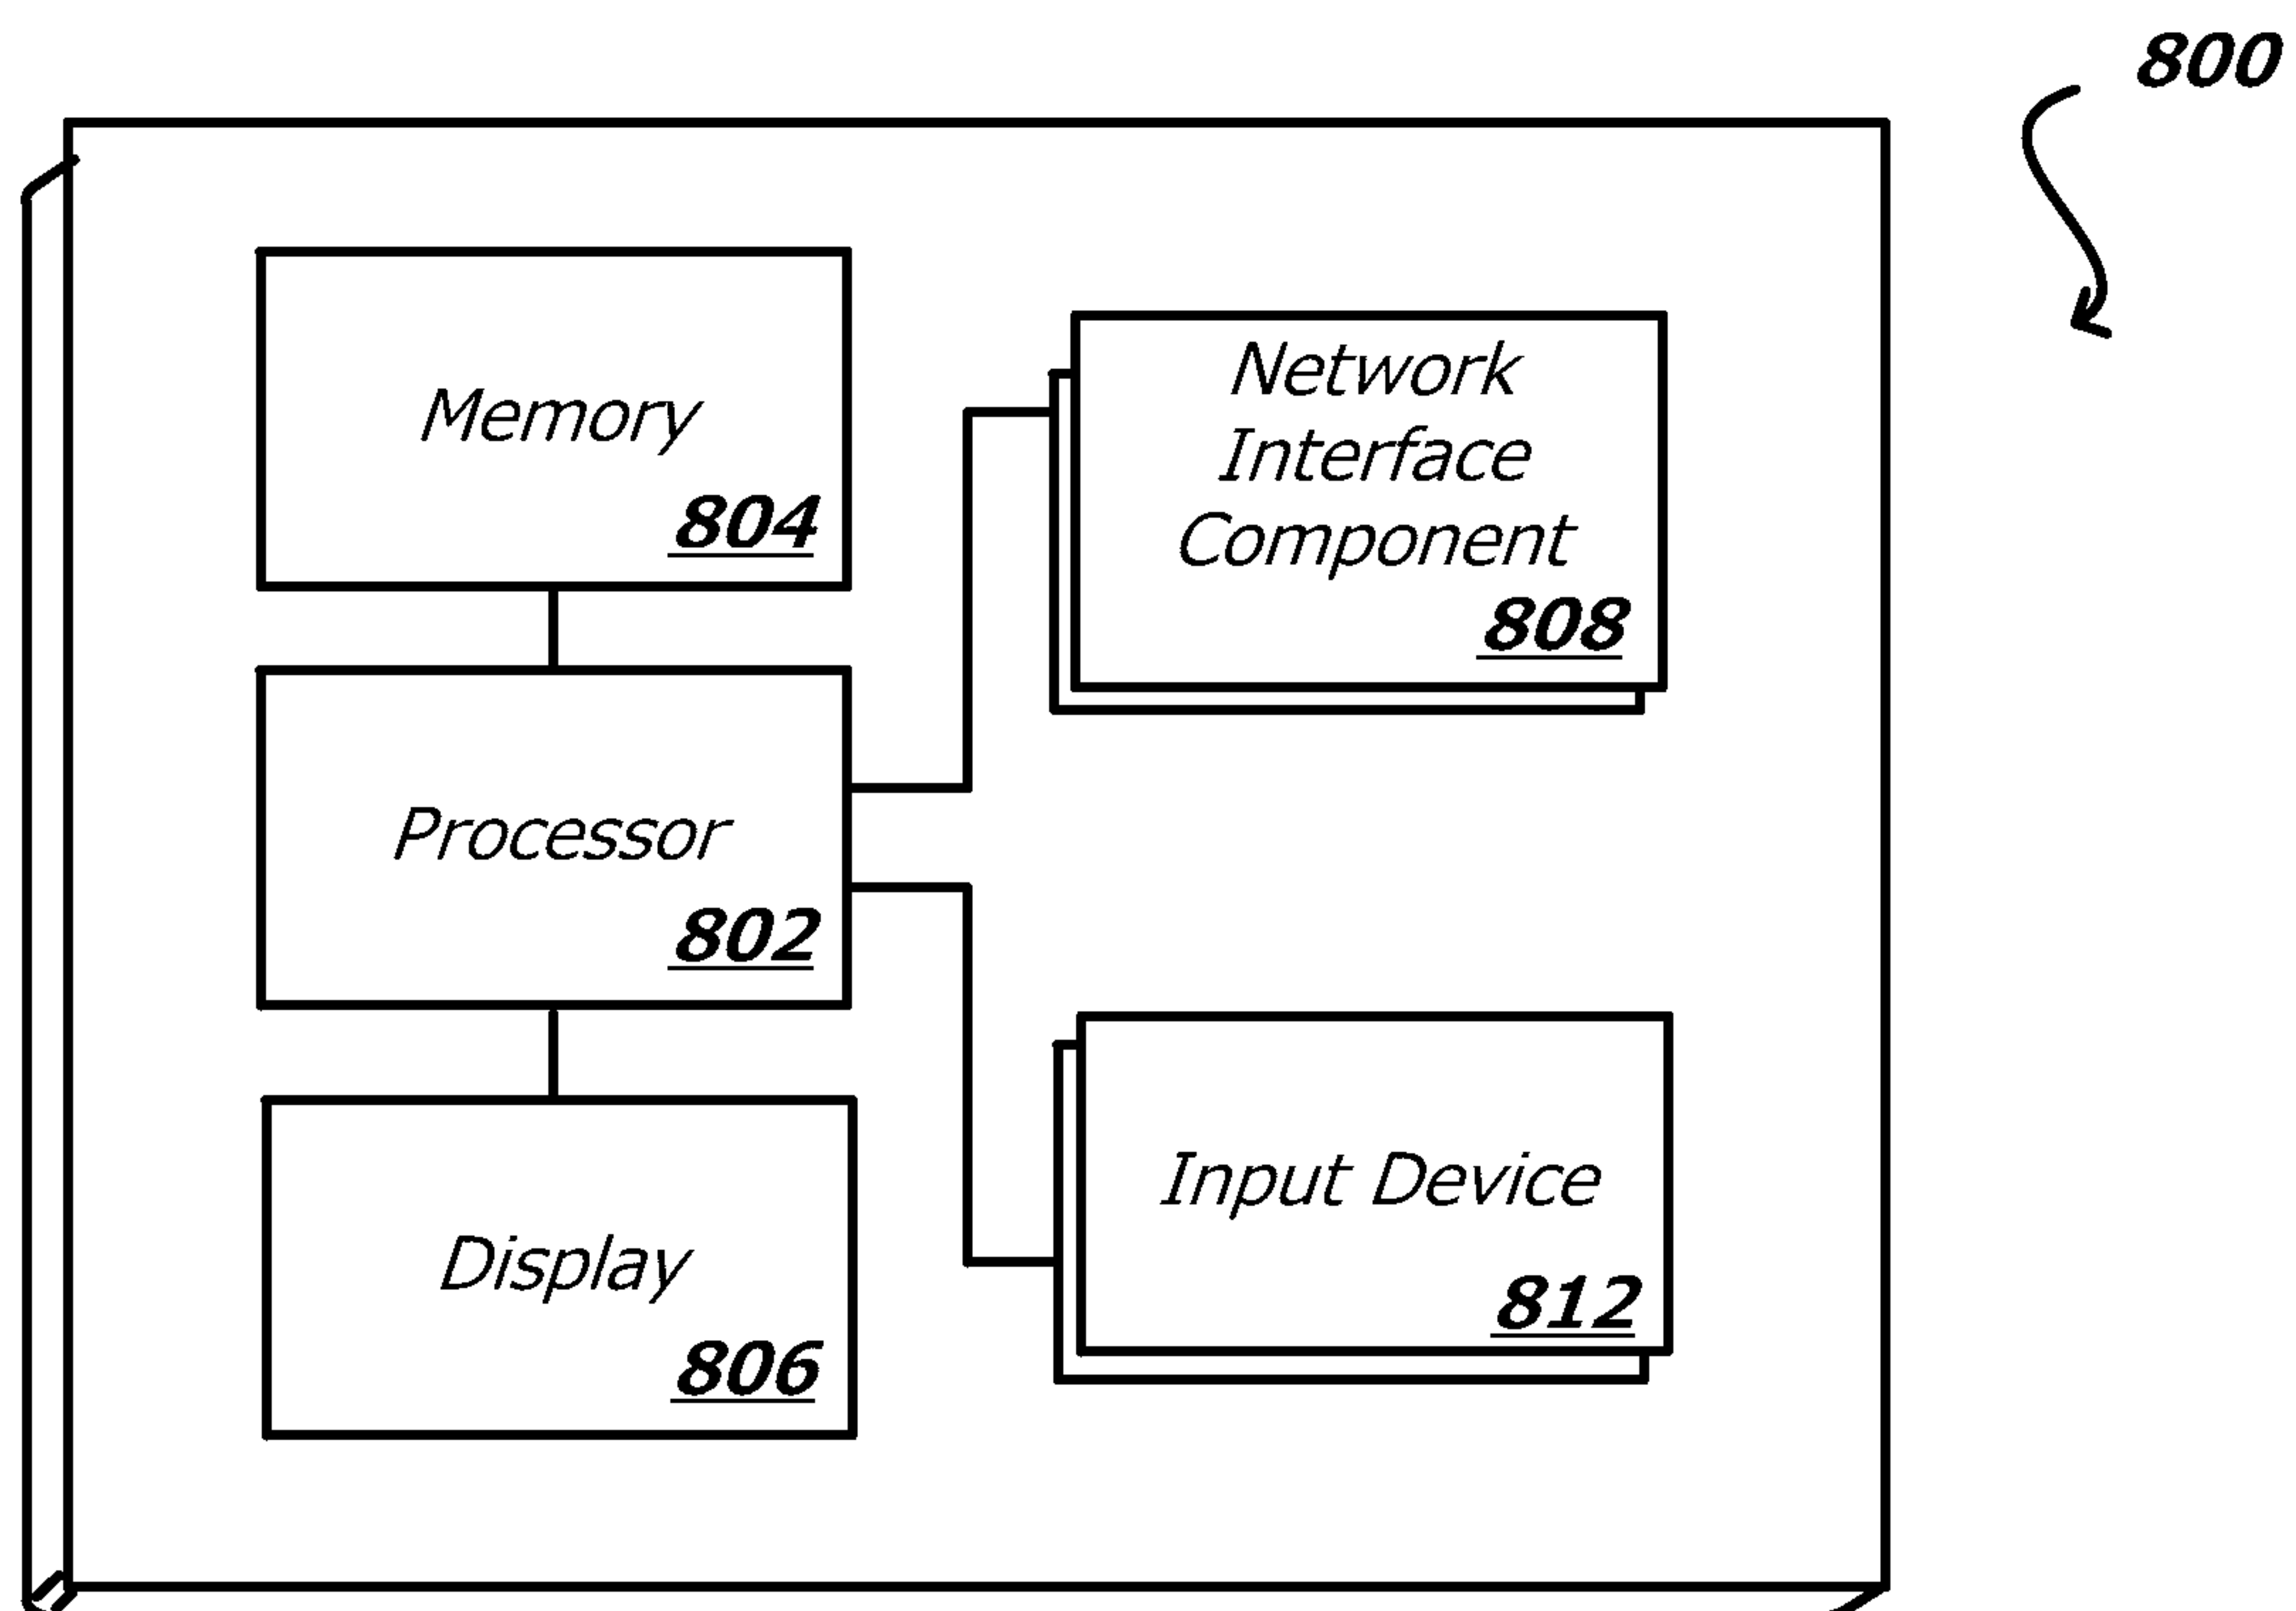 800
Memory
804
Network
Interface
Component
808
Processor
802
Input Device
812
Display
806